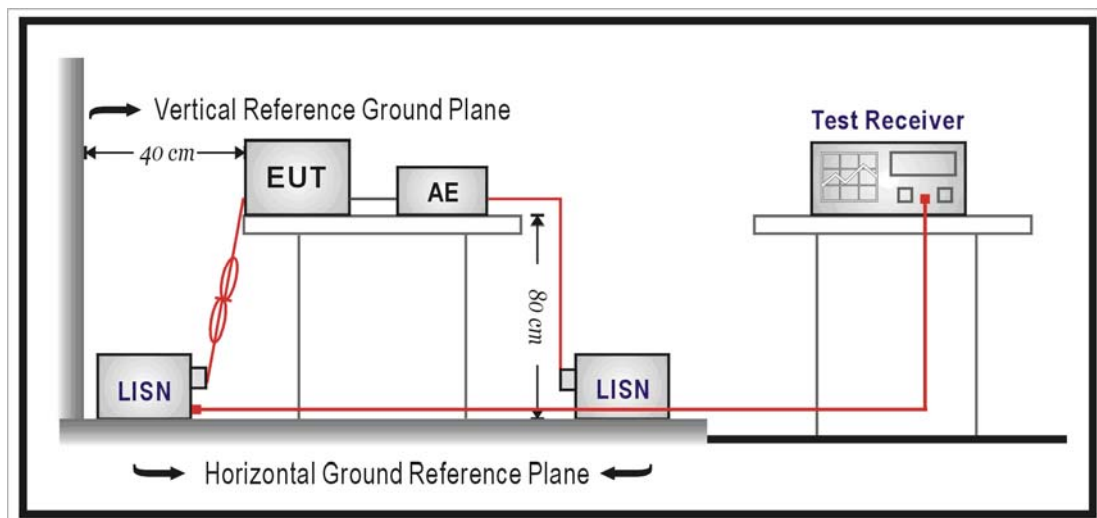 Vertical Reference Ground Plane
Test Receiver
40 cm
EUT
AE
80 cm
LISN
LISN
Horizontal Ground Reference Plane